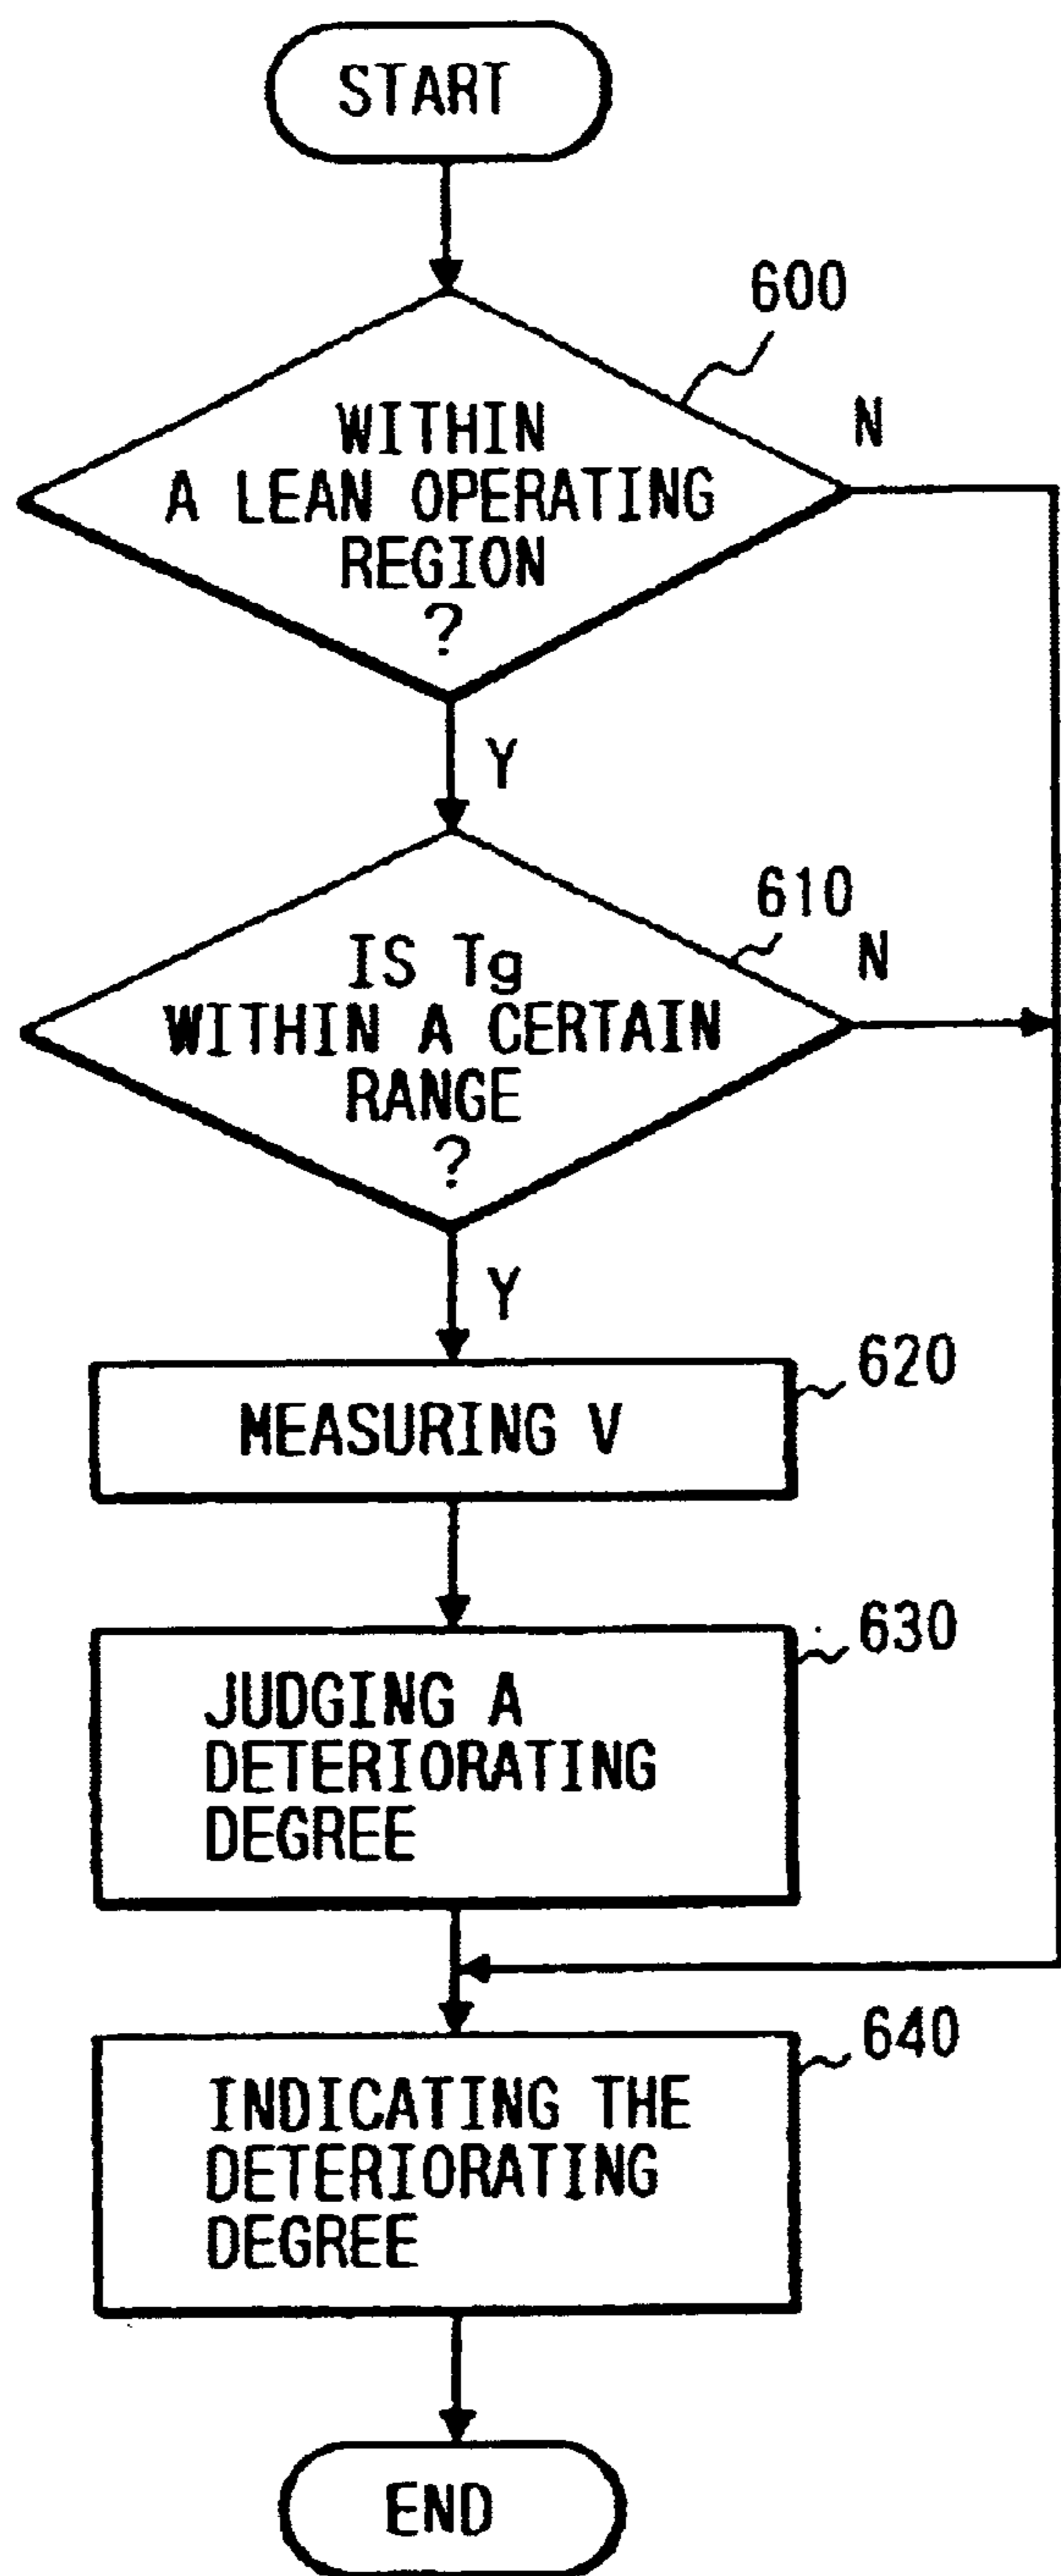 START
600
WITHIN
A LEAN OPERATING
REGION
?
N
Y
610
IS Tg
WITHIN A CERTAIN
RANGE
?
N
Y
620
MEASURING V
630
JUDGING A
DETERIORATING
DEGREE
640
INDICATING THE
DETERIORATING
DEGREE
END